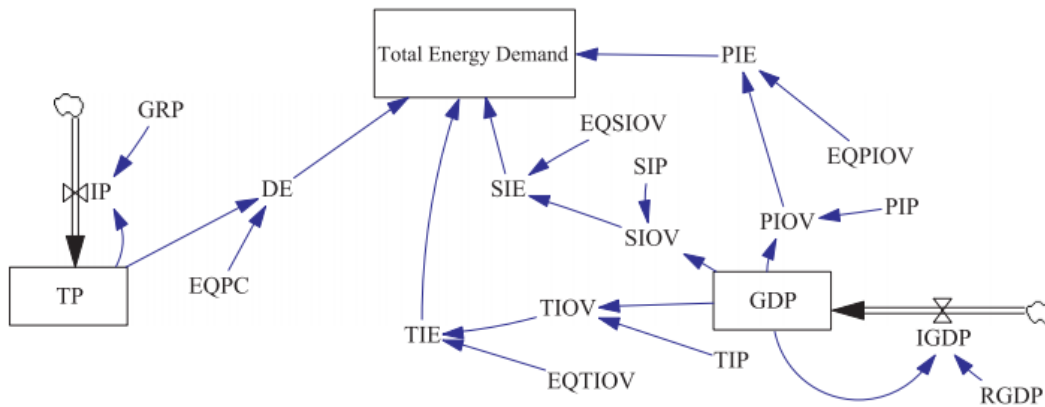 Total Energy Demand
PIE
GRP
EQSIOV
EQPIOV
SIP
IP
DE
SIE
PIP
SIOV
PIOV
EQPC
TP
GDP
TIOV
TIE
IGDP
TIP
EQTIOV
RGDP